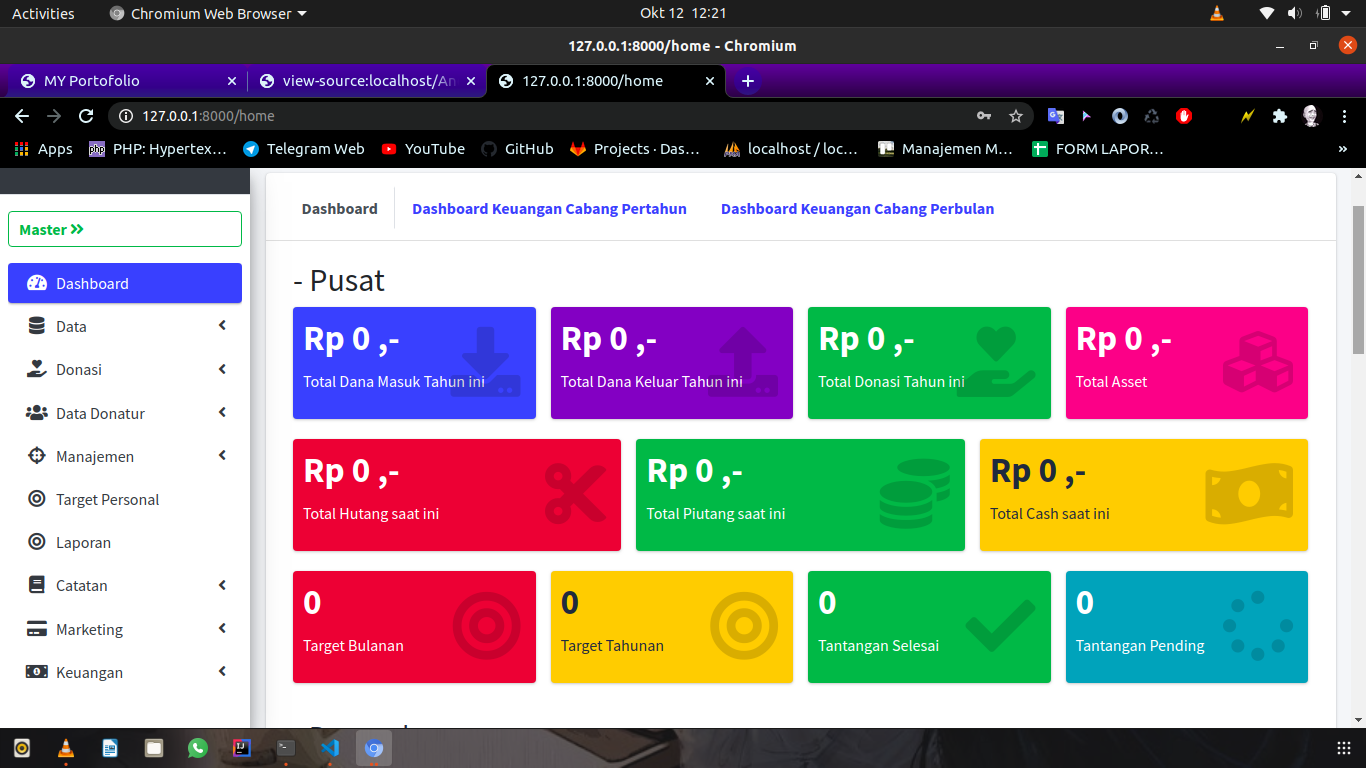 Activities
Chromium Web Browser
Okt 12 12:21
127.0.0.1:8000/home - Chromium
MY Portofolio
view-source:localhost/An
127.0.0.1:8000/home
127.0.0.1:8000/home
Apps
PHP: Hypertex…
Telegram Web
YouTube
GitHub
Projects · Das…
localhost / loc…
Manajemen M…
FORM LAPOR…
»
Master
Dashboard
Data
Donasi
Data Donatur
Manajemen
Target Personal
Laporan
Catatan
Marketing
Keuangan
Dashboard
Dashboard Keuangan Cabang Pertahun
Dashboard Keuangan Cabang Perbulan
- Pusat
Rp 0 ,-
Total Dana Masuk Tahun ini
Rp 0 ,-
Total Dana Keluar Tahun ini
Rp 0 ,-
Total Donasi Tahun ini
Rp 0 ,-
Total Asset
Rp 0 ,-
Total Hutang saat ini
Rp 0 ,-
Total Piutang saat ini
Rp 0 ,-
Total Cash saat ini
0
Target Bulanan
0
Target Tahunan
0
Tantangan Selesai
0
Tantangan Pending